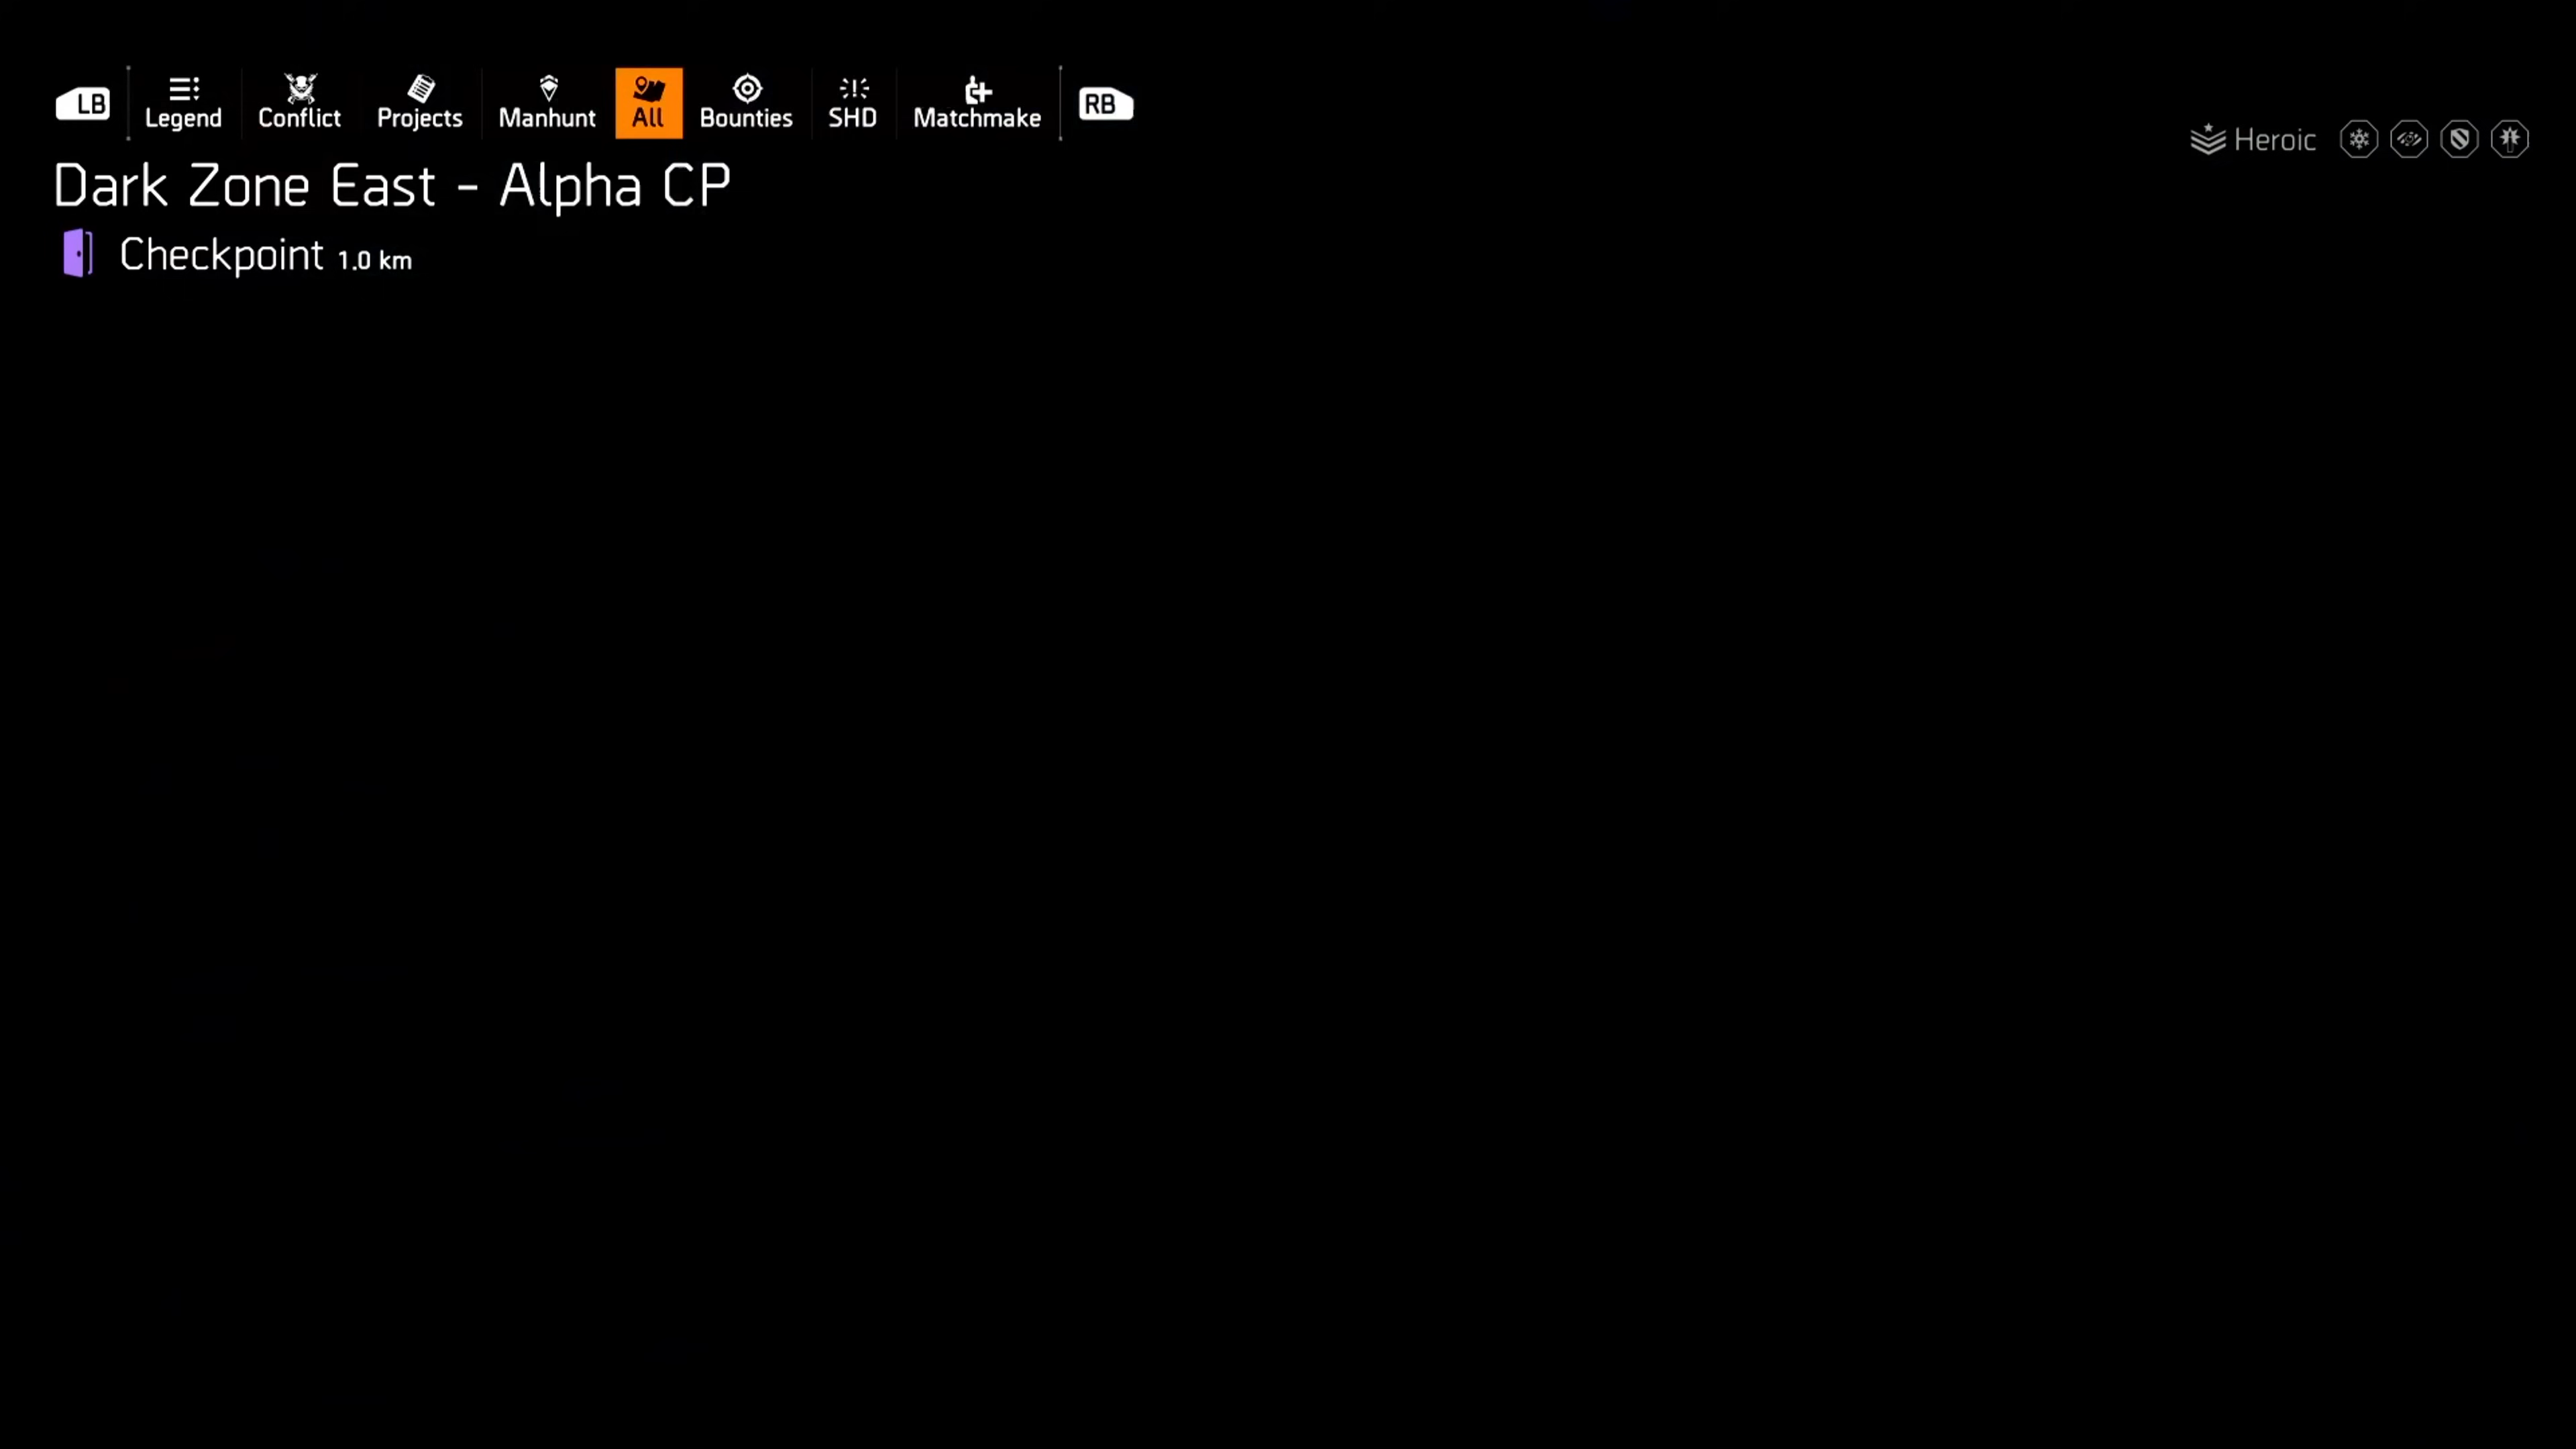 LB Legend Conflict Projects Manhunt All Bounties SHD Matchmake RB
Heroic
Dark Zone East - Alpha CP
Checkpoint 1.0 km